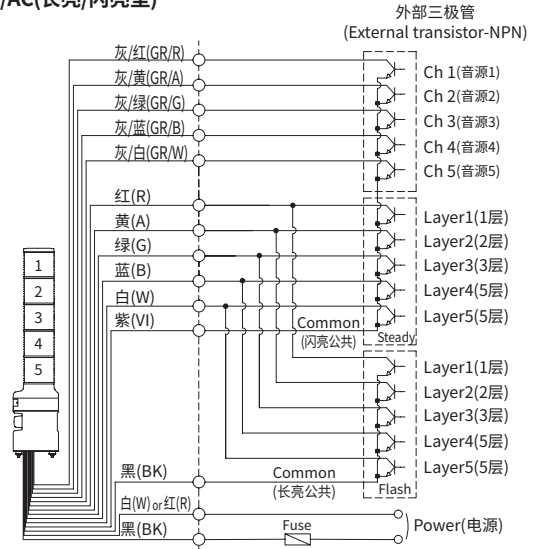 /AC(长亮/闪亮型)
外部三极管
(External transistor-NPN)
灰/红(GR/R)
Ch 1(音源1)
灰/黄(GR/A)
Ch 2(音源2)
灰/绿(GR/G)
Ch 3(音源3)
灰/蓝(GR/B)
Ch 4(音源4)
灰/白(GR/W)
Ch 5(音源5)
红(R)
Layer1(1层)
黄(A)
Layer2(2层)
绿(G)
Layer3(3层)
蓝(B)
Layer4(5层)
白(W)
Layer5(5层)
紫(VI)
Common
(闪亮公共)
Steady
1
2
3
4
5
Layer1(1层)
Layer2(2层)
Layer3(3层)
Layer4(5层)
Layer5(5层)
黑(BK)
Common
(长亮公共)
Flash
白(W) or 红(R)
黑(BK)
Fuse
Power(电源)